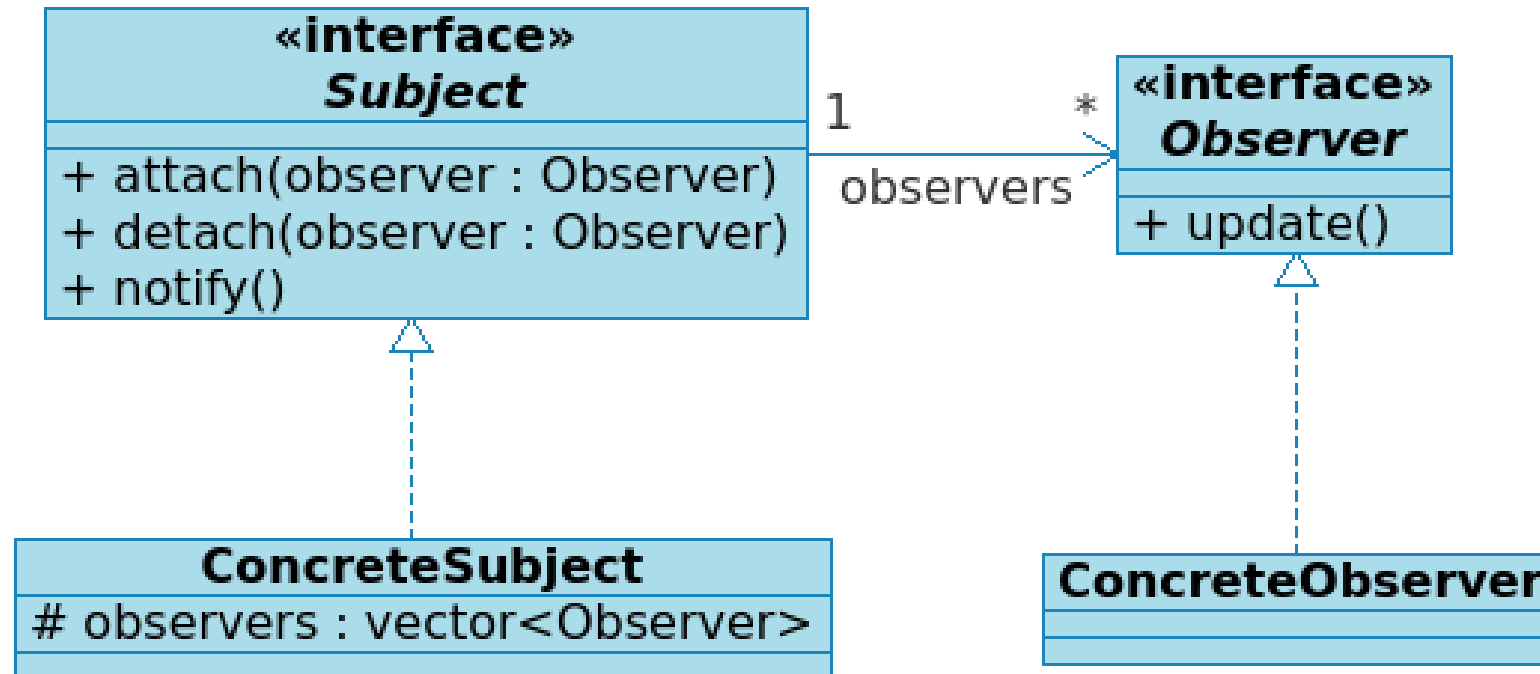 «interface»
Subject
+ attach(observer : Observer)
+ detach(observer : Observer)
+ notify()
1
*
observers
«interface»
Observer
+ update()
ConcreteSubject
# observers : vector<Observer>
ConcreteObserver